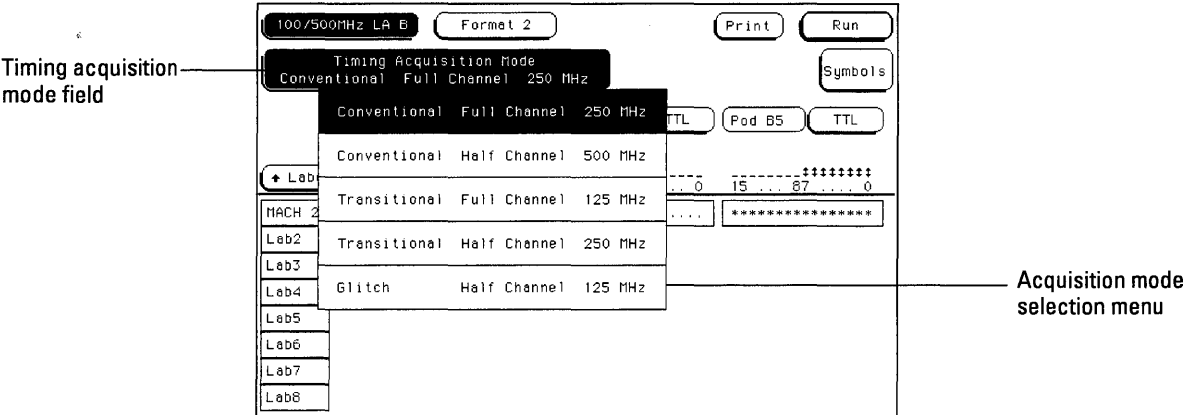 100/500MHz LA B Format 2 Print Run
Timing acquisition
mode field
Timing Acquisition Mode
Conventional Full Channel 250 MHz
Symbols
Conventional Full Channel 250 MHz
TTL Pod B5 TTL
Conventional Half Channel 500 MHz
Lab
... 0 15 ... 87 .... 0
Transitional Full Channel 125 MHz
MACH 2
.... ***************
Lab2
Transitional Half Channel 250 MHz
Lab3
Lab4
Glitch Half Channel 125 MHz
Acquisition mode
selection menu
Lab5
Lab6
Lab7
Lab8